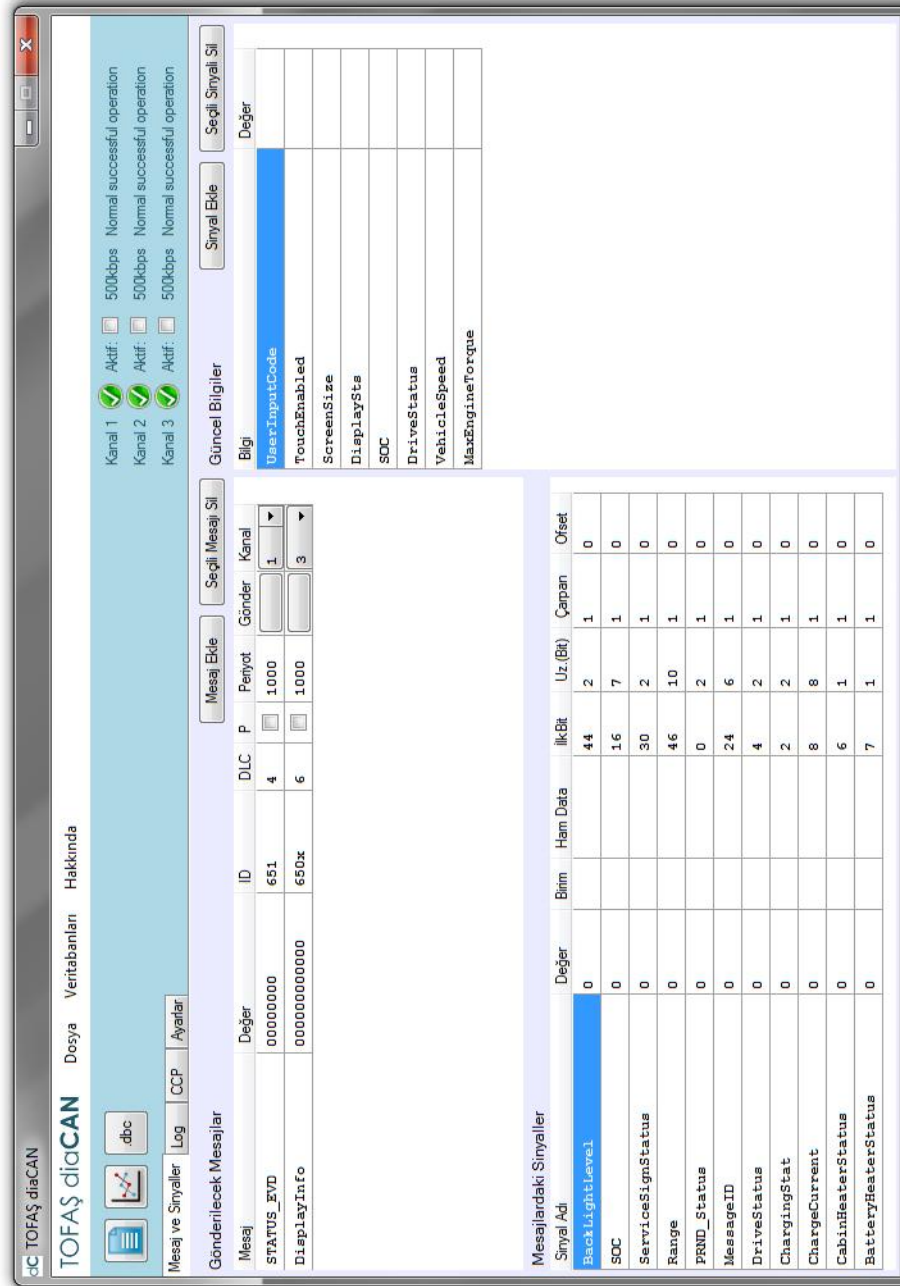 dC TOFAŞ diaCAN
TOFAŞ diaCAN Dosya Veritabanları Hakkında
.dbc
Kanal 1 Aktif: 500kbps Normal successful operation
Kanal 2 Aktif: 500kbps Normal successful operation
Kanal 3 Aktif: 500kbps Normal successful operation
Mesaj ve Sinyaller Log CCP Ayarlar
Gönderilecek Mesajlar Mesaj Ekle Seçili Mesajı Sil
Mesaj Değer ID DLC P Periyot Gönder Kanal
STATUS_EVD 00000000 651 4 1000 1
DisplayInfo 000000000000 650x 6 1000 3
Mesajlardaki Sinyaller
Sinyal Adı Değer Birim Ham Data İlk Bit Uz.(Bit) Çarpan Ofset
BackLightLevel 0 44 2 1 0
SOC 0 16 7 1 0
ServiceSignStatus 0 30 2 1 0
Range 0 46 10 1 0
PRND_Status 0 0 2 1 0
MessageID 0 24 6 1 0
DriveStatus 0 4 2 1 0
ChargingStat 0 2 2 1 0
ChargeCurrent 0 8 8 1 0
CabinHeaterStatus 0 6 1 1 0
BatteryHeaterStatus 0 7 1 1 0
Güncel Bilgiler Sinyal Ekle Seçili Sinyali Sil
Bilgi Değer
UserInputCode
TouchEnabled
ScreenSize
DisplaySts
SOC
DriveStatus
VehicleSpeed
MaxEngineTorque